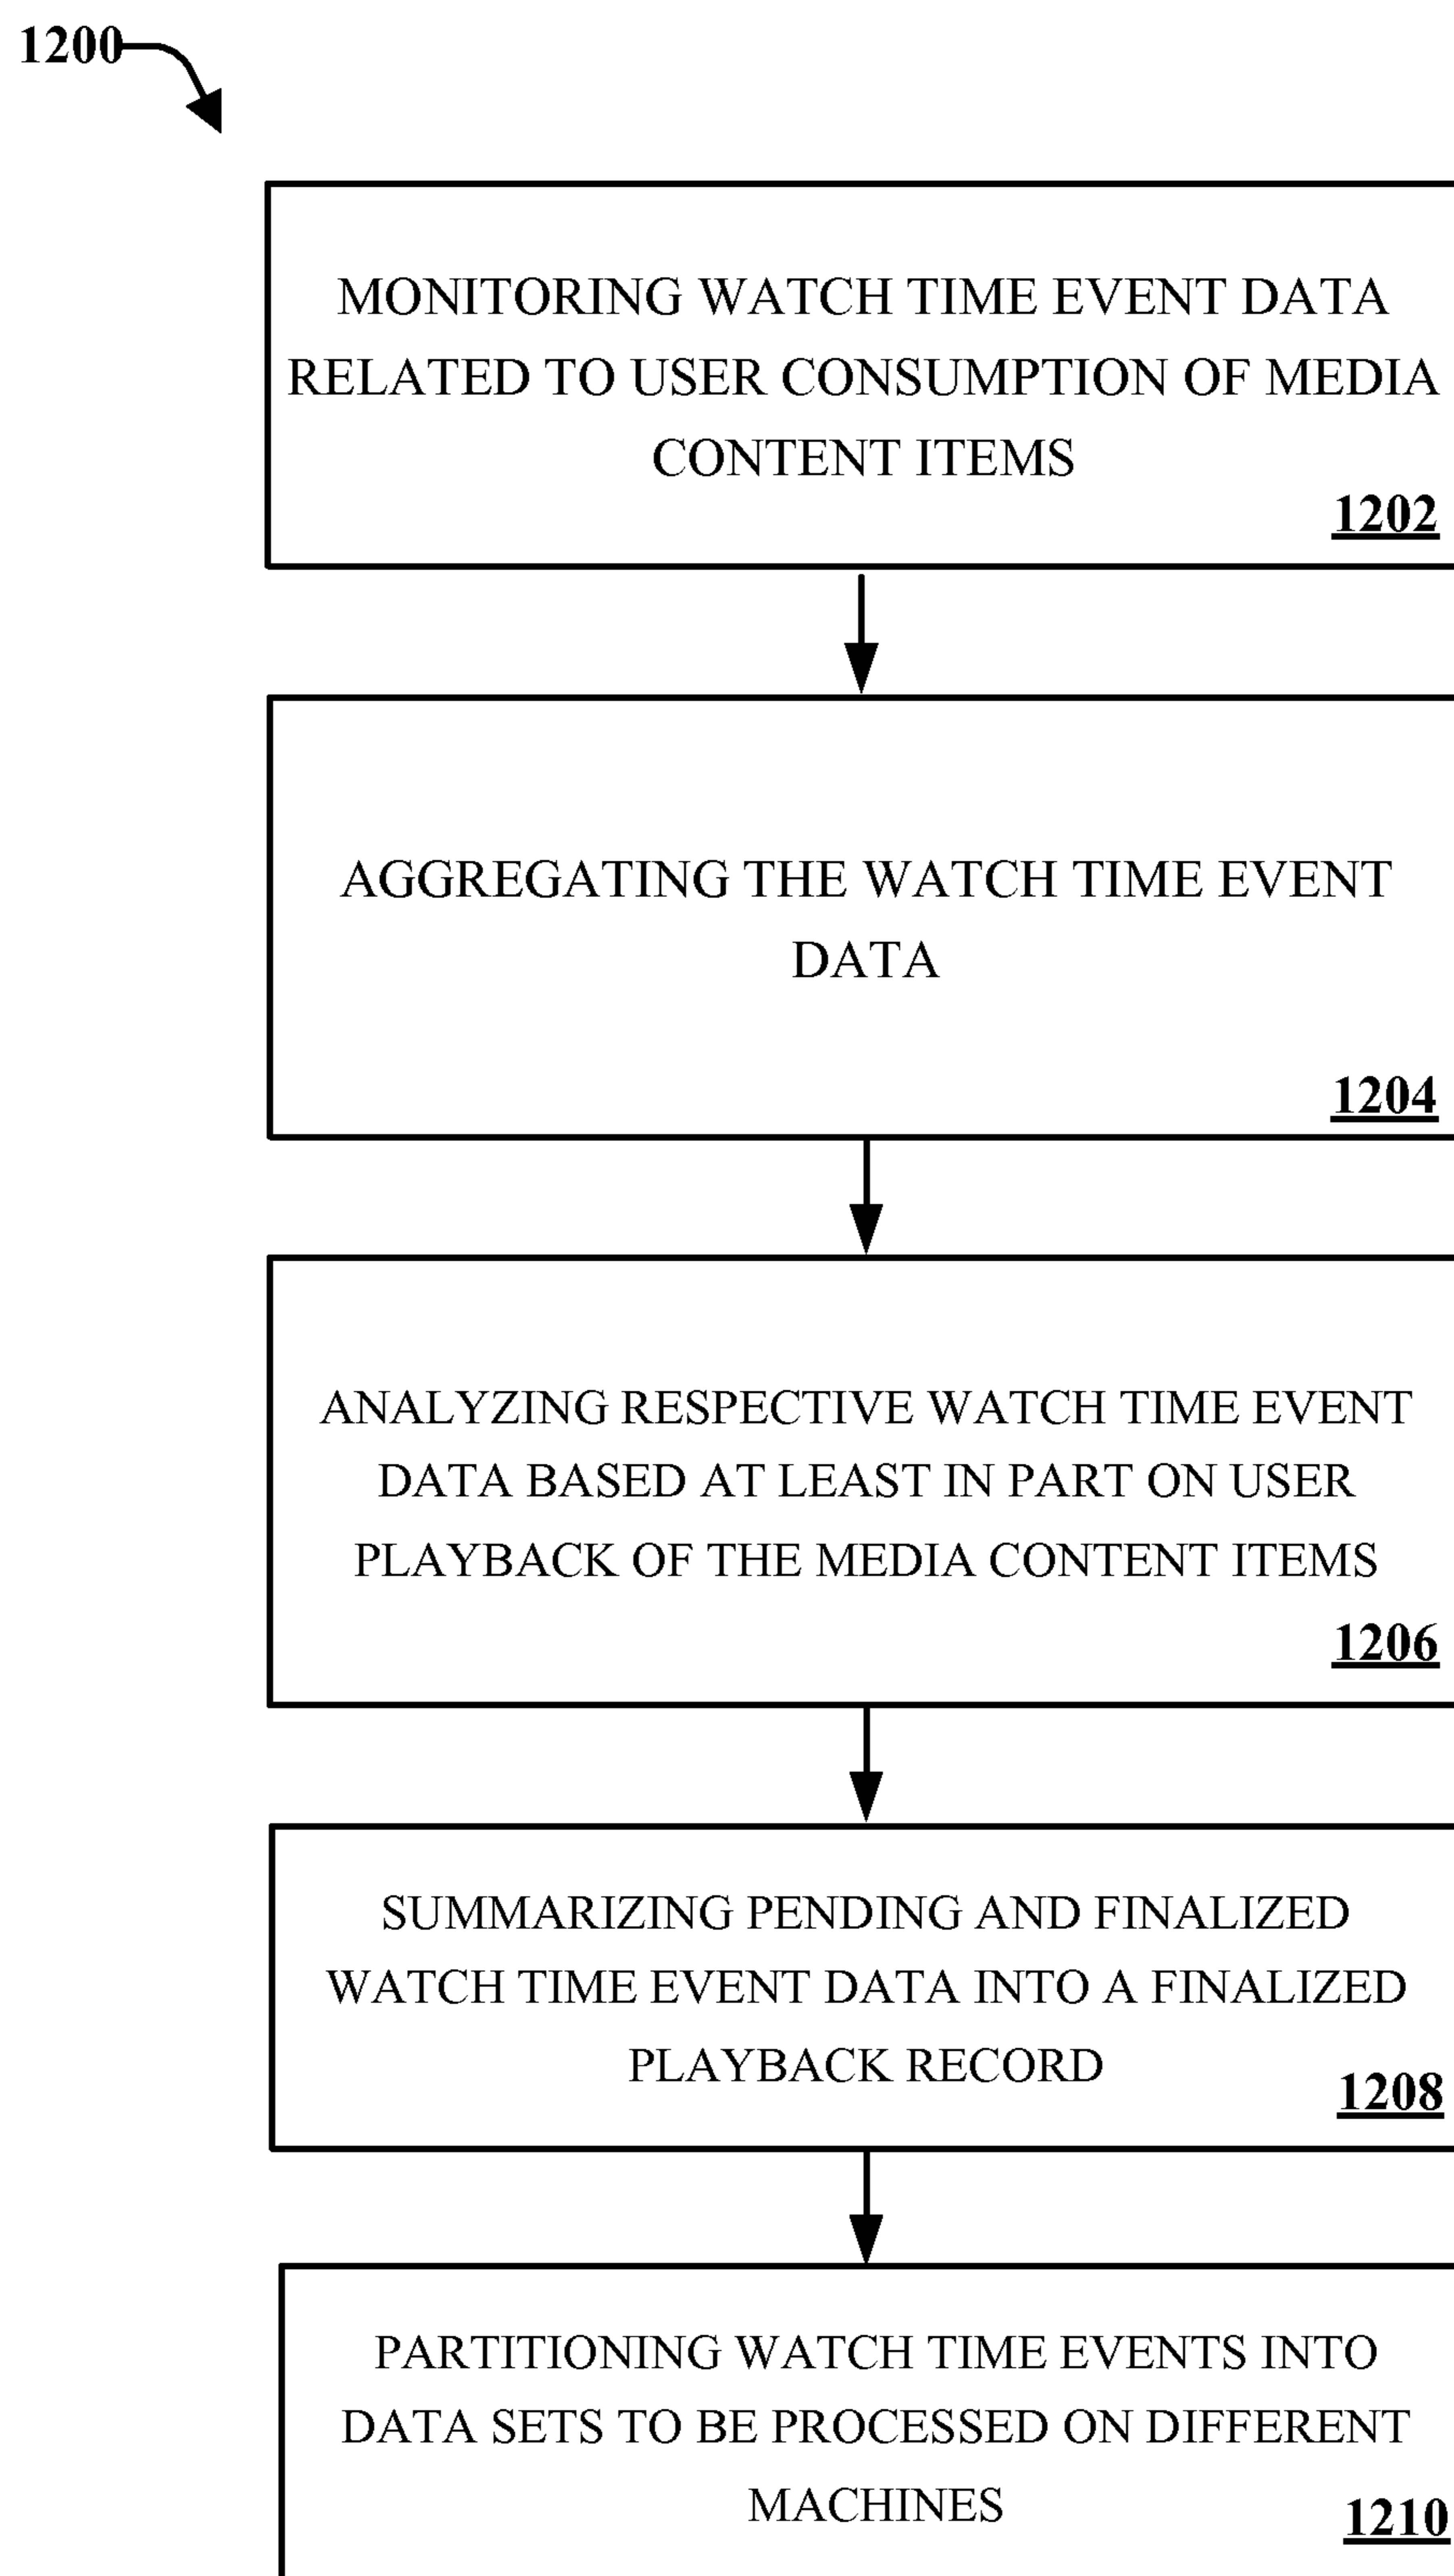 1200
MONITORING WATCH TIME EVENT DATA
RELATED TO USER CONSUMPTION OF MEDIA
CONTENT ITEMS
1202
AGGREGATING THE WATCH TIME EVENT
DATA
1204
ANALYZING RESPECTIVE WATCH TIME EVENT
DATA BASED AT LEAST IN PART ON USER
PLAYBACK OF THE MEDIA CONTENT ITEMS
1206
SUMMARIZING PENDING AND FINALIZED
WATCH TIME EVENT DATA INTO A FINALIZED
PLAYBACK RECORD
1208
PARTITIONING WATCH TIME EVENTS INTO
DATA SETS TO BE PROCESSED ON DIFFERENT
MACHINES
1210